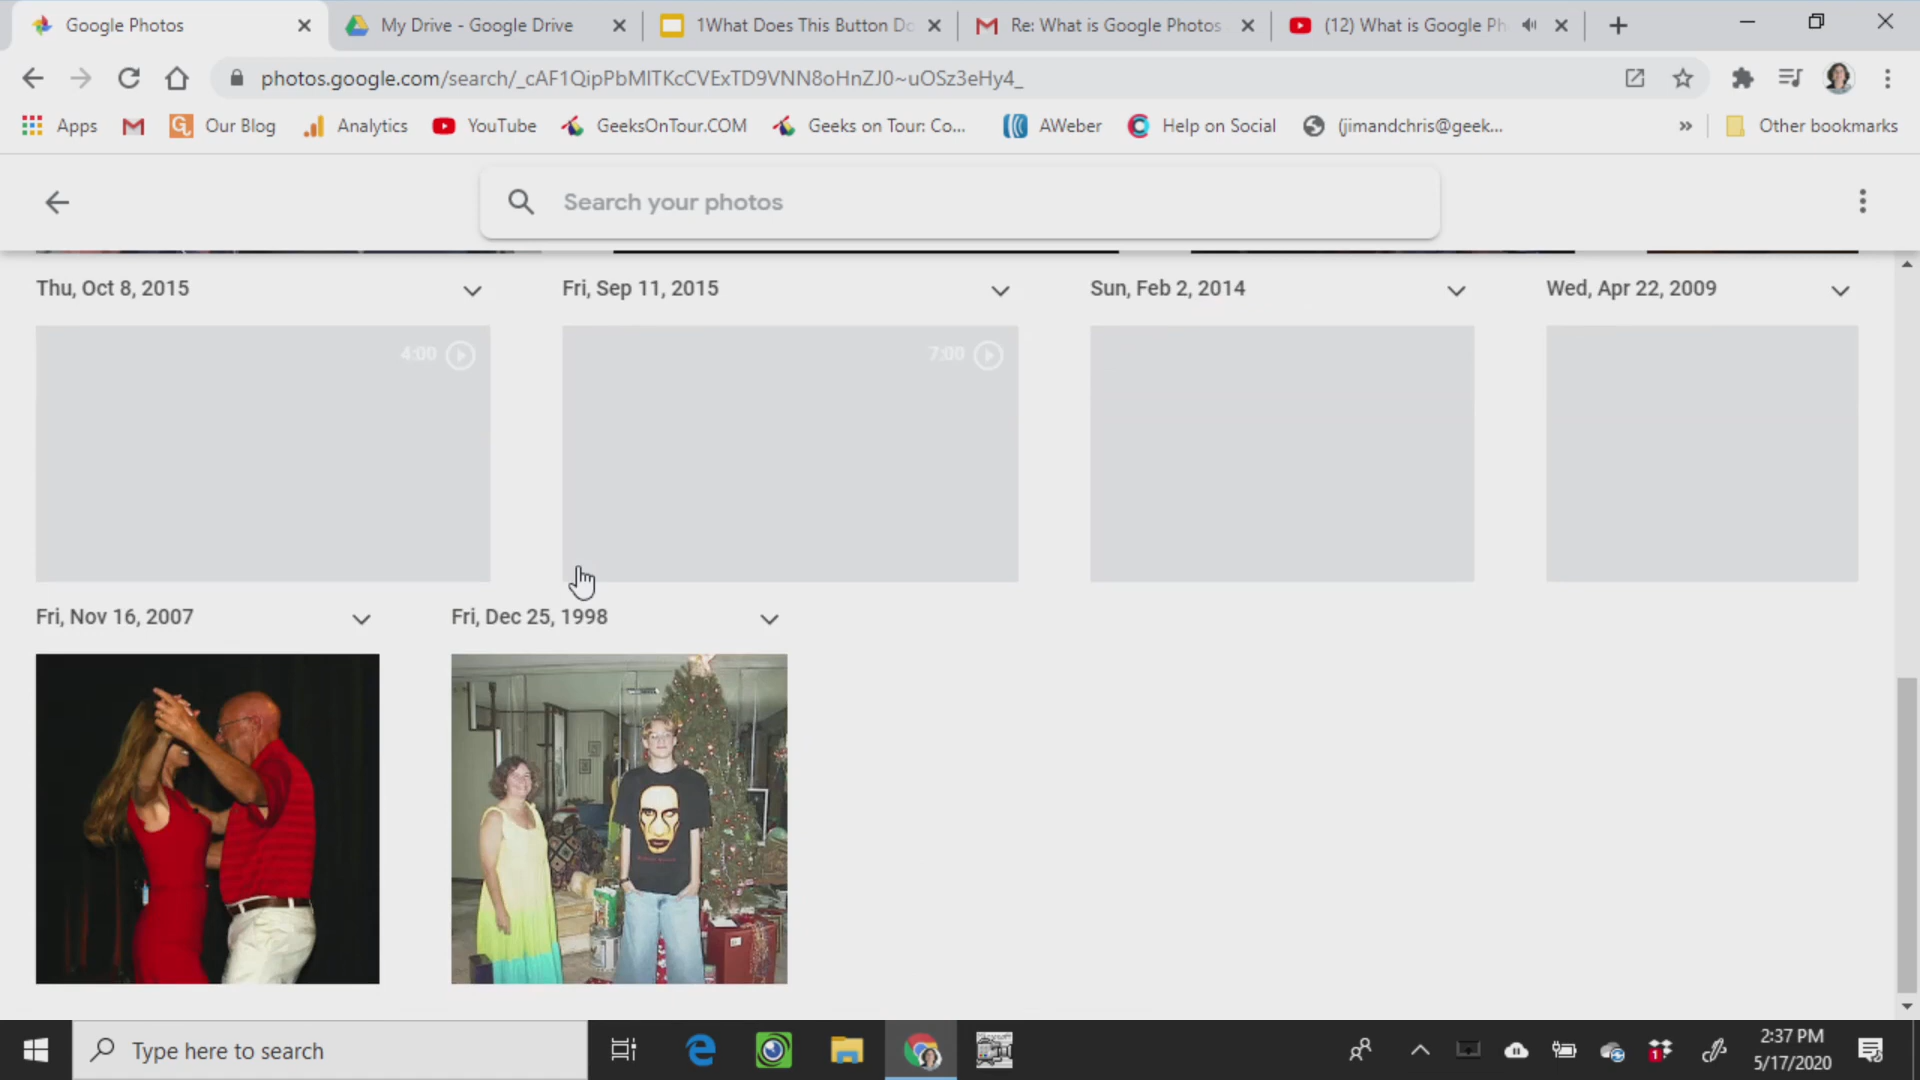 Google Photos
My Drive - Google Drive
1What Does This Button Do
Re: What is Google Photos
(12) What is Google Ph
photos.google.com/search/_cAF1QipPbMlTKcCVExTD9VNN8oHnZJ0~uOSz3eHy4_
Apps
Our Blog
Analytics
YouTube
GeeksOnTour.COM
Geeks on Tour: Co...
AWeber
Help on Social
(jimandchris@geek...
»
Other bookmarks
Search your photos
Thu, Oct 8, 2015
Fri, Sep 11, 2015
Sun, Feb 2, 2014
Wed, Apr 22, 2009
4:00
7:00
Fri, Nov 16, 2007
Fri, Dec 25, 1998
Type here to search
1
2:37 PM
5/17/2020